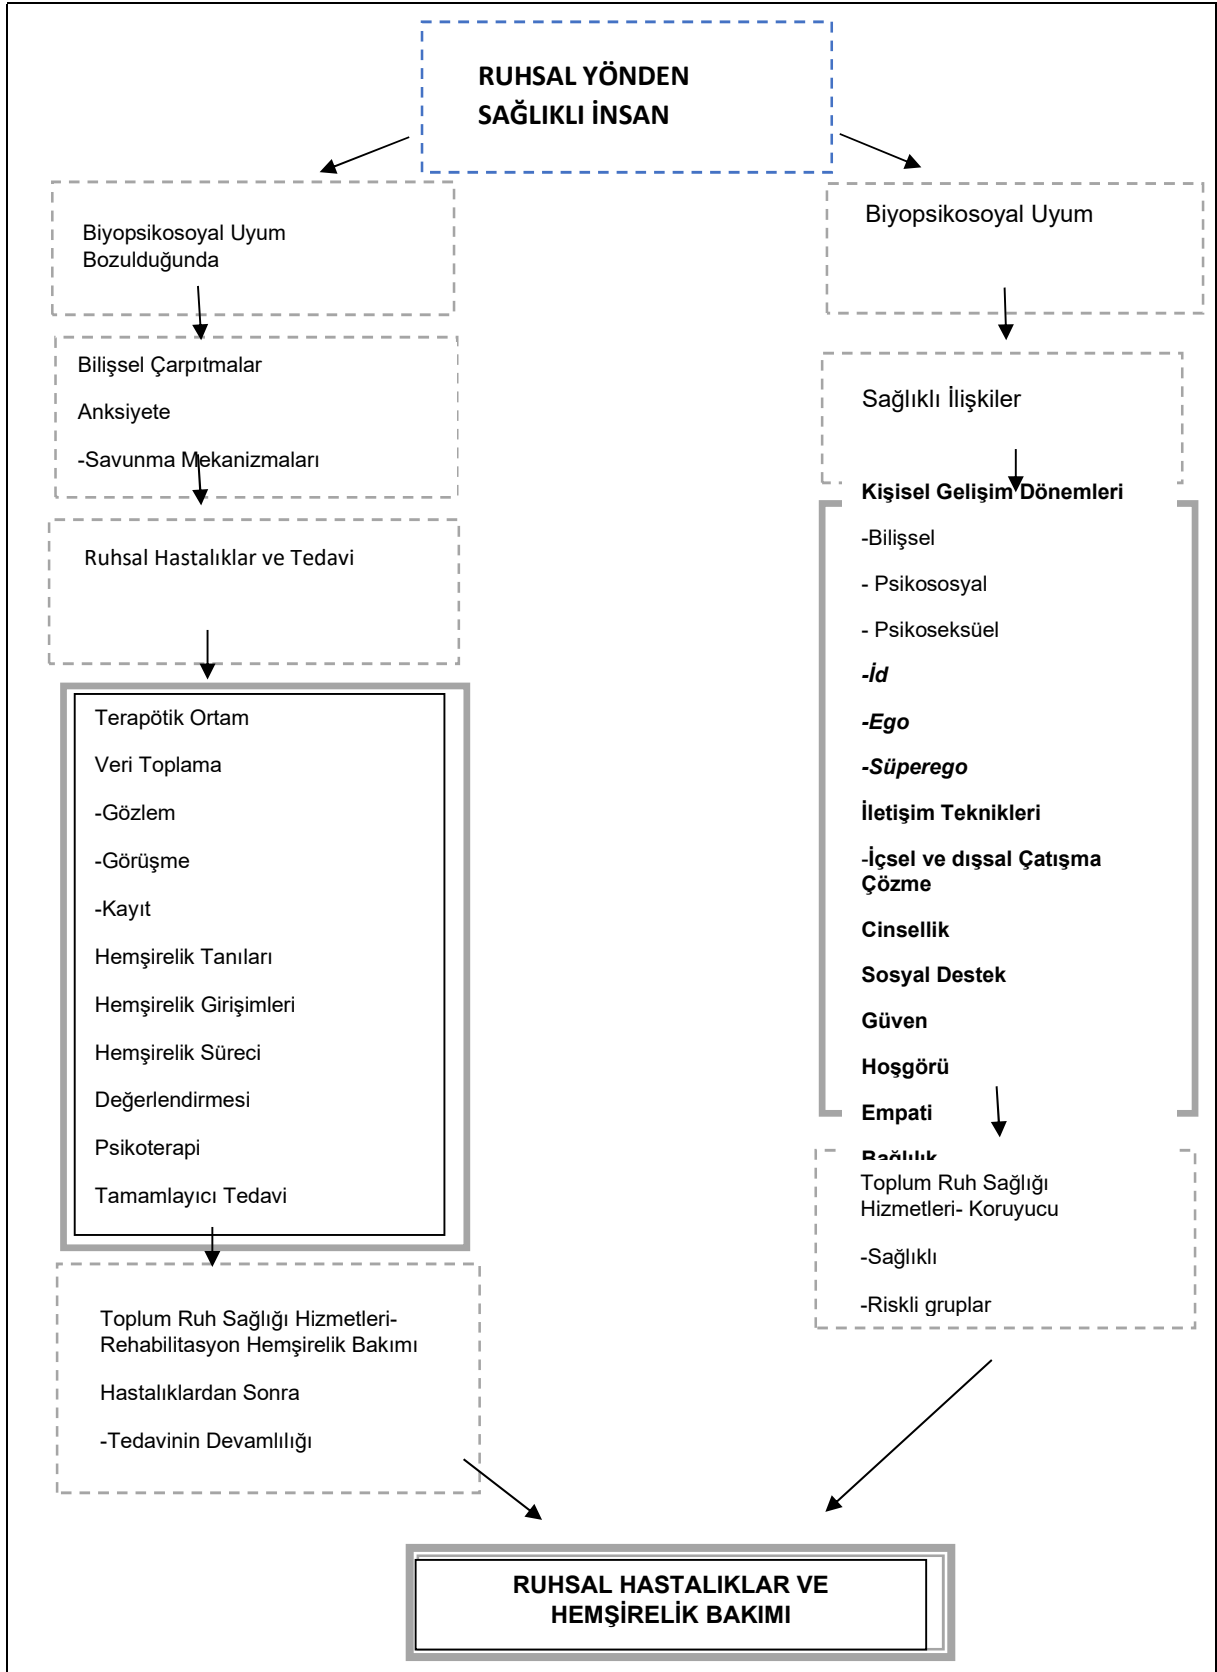 RUHSAL YÖNDEN
SAĞLIKLI İNSAN
Biyopsikosoyal Uyum
Bozulduğunda
Bilişsel Çarpıtmalar
Anksiyete
-Savunma Mekanizmaları
Ruhsal Hastalıklar ve Tedavi
Terapötik Ortam
Veri Toplama
-Gözlem
-Görüşme
-Kayıt
Hemşirelik Tanıları
Hemşirelik Girişimleri
Hemşirelik Süreci
Değerlendirmesi
Psikoterapi
Tamamlayıcı Tedavi
Toplum Ruh Sağlığı Hizmetleri-
Rehabilitasyon Hemşirelik Bakımı
Hastalıklardan Sonra
-Tedavinin Devamlılığı
Biyopsikosoyal Uyum
Sağlıklı İlişkiler
Kişisel Gelişim Dönemleri
-Bilişsel
- Psikososyal
- Psikoseksüel
-İd
-Ego
-Süperego
İletişim Teknikleri
-İçsel ve dışsal Çatışma
Çözme
Cinsellik
Sosyal Destek
Güven
Hoşgörü
Empati
Bağlılık
Toplum Ruh Sağlığı
Hizmetleri- Koruyucu
-Sağlıklı
-Riskli gruplar
RUHSAL HASTALIKLAR VE
HEMŞİRELİK BAKIMI